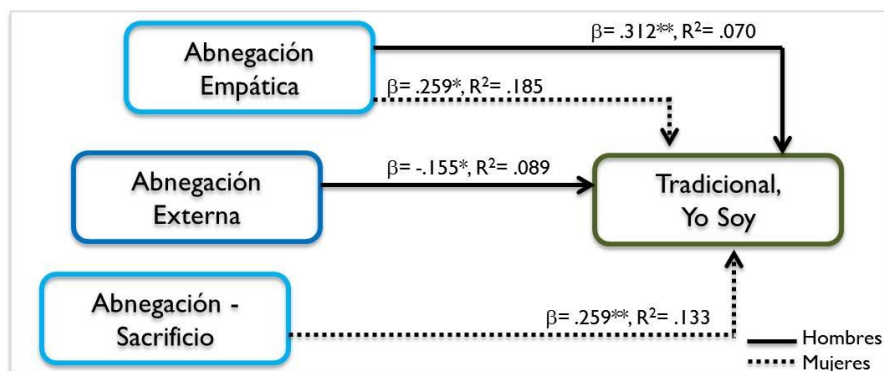 β= .312**, R²= .070
Abnegación
Empática
β= .259*, R²= .185
Abnegación
Externa
β= -.155*, R²= .089
Tradicional,
Yo Soy
Abnegación -
Sacrificio
β= .259**, R²= .133
Hombres
Mujeres